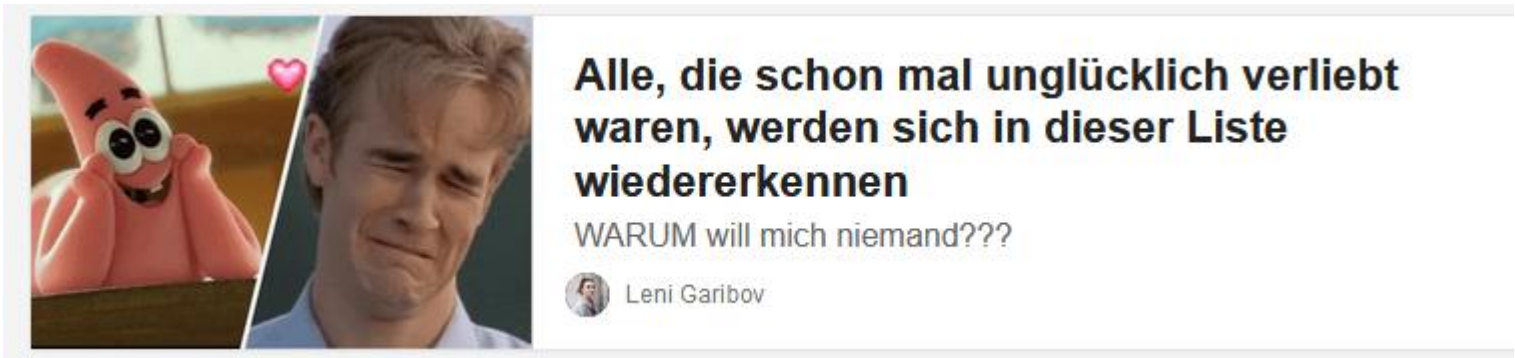 Alle, die schon mal unglücklich verliebt
waren, werden sich in dieser Liste
wiedererkennen
WARUM will mich niemand???
Leni Garibov